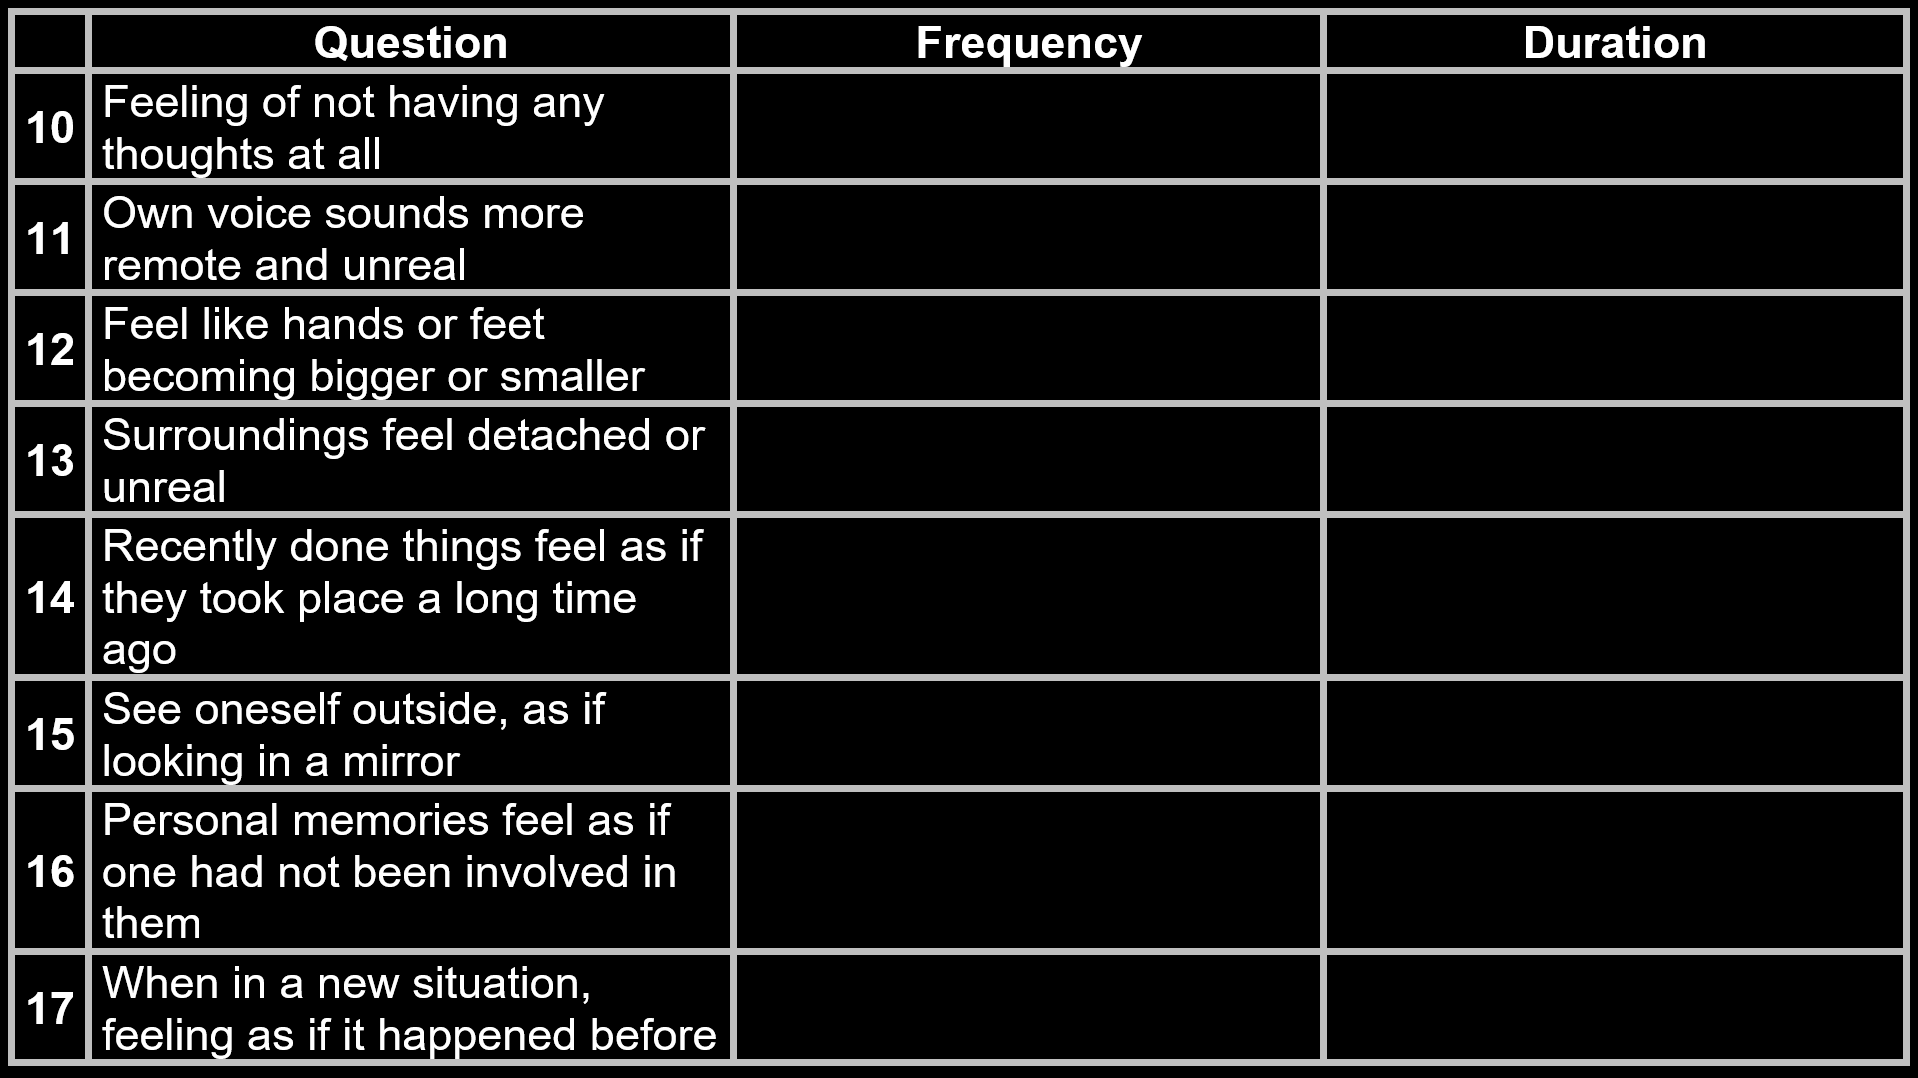 Question Frequency Duration
10 Feeling of not having any
thoughts at all
11 Own voice sounds more
remote and unreal
12 Feel like hands or feet
becoming bigger or smaller
13 Surroundings feel detached or
unreal
14 Recently done things feel as if
they took place a long time
ago
15 See oneself outside, as if
looking in a mirror
16 Personal memories feel as if
one had not been involved in
them
17 When in a new situation,
feeling as if it happened before